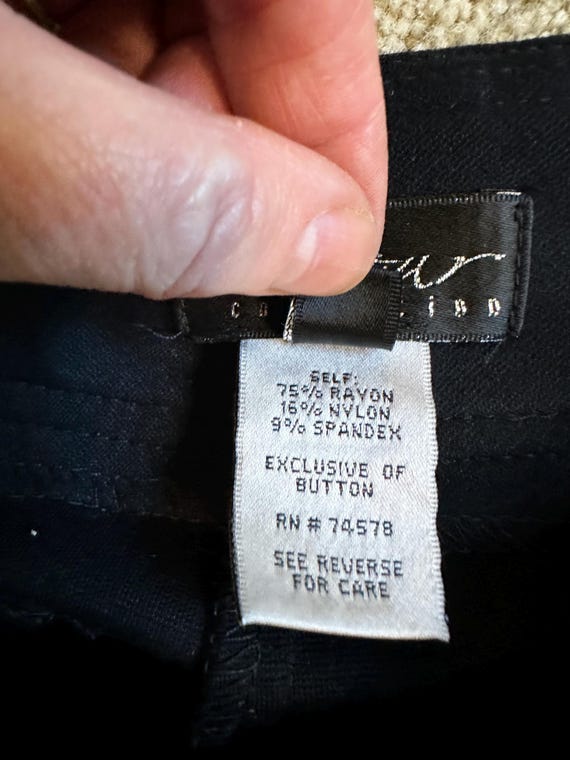 SELF:
75% RAYON
16% NYLON
9% SPANDEX
EXCLUSIVE OF
BUTTON
RN # 74578
SEE REVERSE
FOR CARE